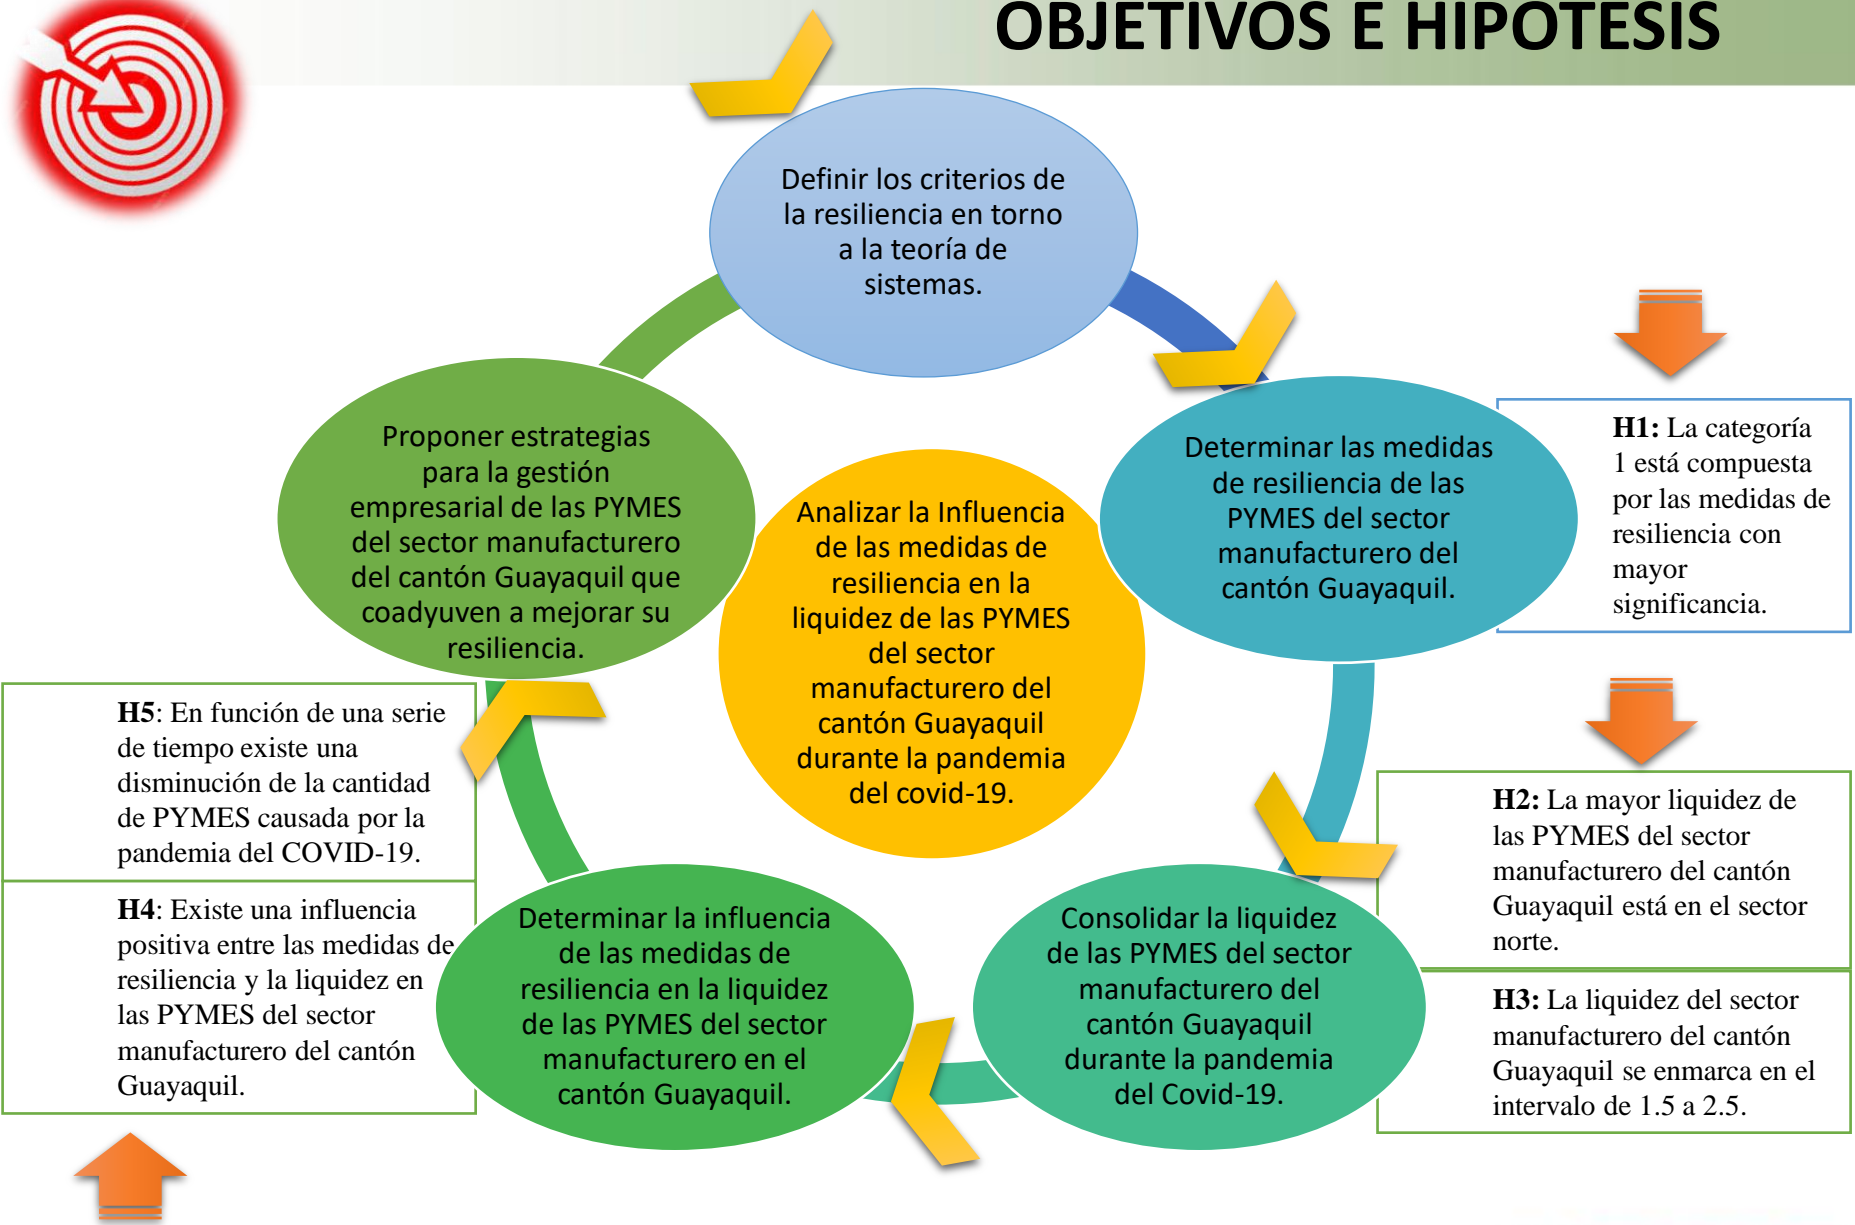 OBJETIVOS E HIPOTESIS
Definir los criterios de
la resiliencia en torno
a la teoría de
sistemas.
Determinar las medidas
de resiliencia de las
PYMES del sector
manufacturero del
cantón Guayaquil.
H1: La categoría
1 está compuesta
por las medidas de
resiliencia con
mayor
significancia.
Proponer estrategias
para la gestión
empresarial de las PYMES
del sector manufacturero
del cantón Guayaquil que
coadyuven a mejorar su
resiliencia.
Analizar la Influencia
de las medidas de
resiliencia en la
liquidez de las PYMES
del sector
manufacturero del
cantón Guayaquil
durante la pandemia
del covid-19.
H5: En función de una serie
de tiempo existe una
disminución de la cantidad
de PYMES causada por la
pandemia del COVID-19.
H4: Existe una influencia
positiva entre las medidas de
resiliencia y la liquidez en
las PYMES del sector
manufacturero del cantón
Guayaquil.
Determinar la influencia
de las medidas de
resiliencia en la liquidez
de las PYMES del sector
manufacturero en el
cantón Guayaquil.
Consolidar la liquidez
de las PYMES del sector
manufacturero del
cantón Guayaquil
durante la pandemia
del Covid-19.
H2: La mayor liquidez de
las PYMES del sector
manufacturero del cantón
Guayaquil está en el sector
norte.
H3: La liquidez del sector
manufacturero del cantón
Guayaquil se enmarca en el
intervalo de 1.5 a 2.5.